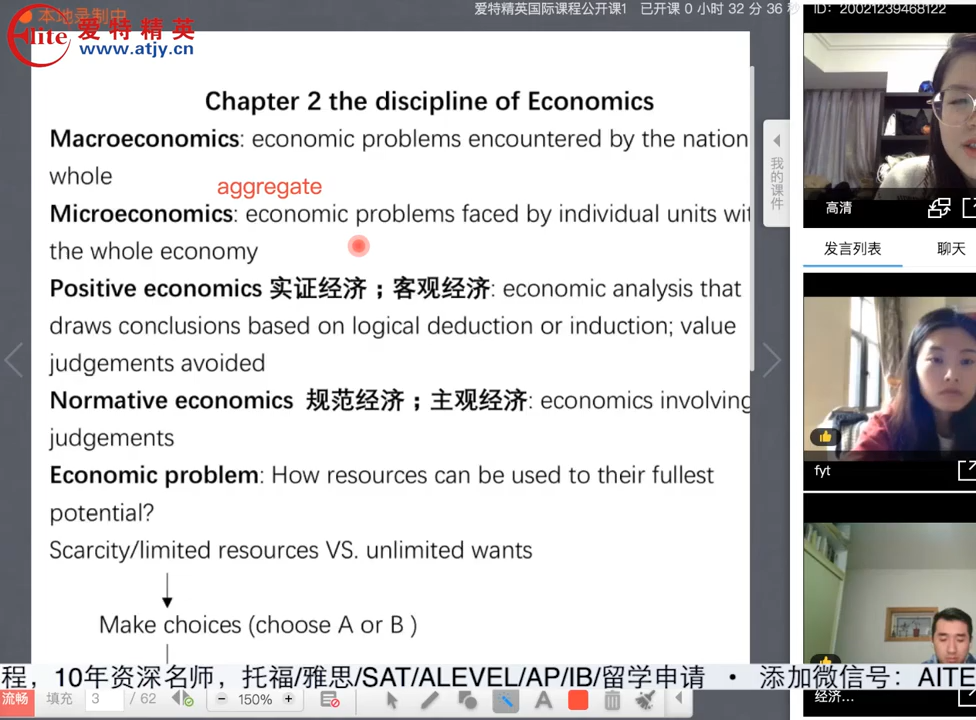 本地录制中
爱特精英国际课程公开课1 已开课 0 小时 32 分 36 秒
ID: 20021239468122
Elite
爱特精英
www.atjy.cn
Chapter 2 the discipline of Economics
Macroeconomics: economic problems encountered by the nation
whole
aggregate
Microeconomics: economic problems faced by individual units wit
the whole economy
Positive economics 实证经济；客观经济: economic analysis that
draws conclusions based on logical deduction or induction; value
judgements avoided
Normative economics 规范经济；主观经济: economics involving
judgements
Economic problem: How resources can be used to their fullest
potential?
Scarcity/limited resources VS. unlimited wants
Make choices (choose A or B )
我的课件
高清
发言列表 聊天
fyt
经济...
程，10年资深名师，托福/雅思/SAT/ALEVEL/AP/IB/留学申请 • 添加微信号：AITE
流畅 填充 3 / 62 150%